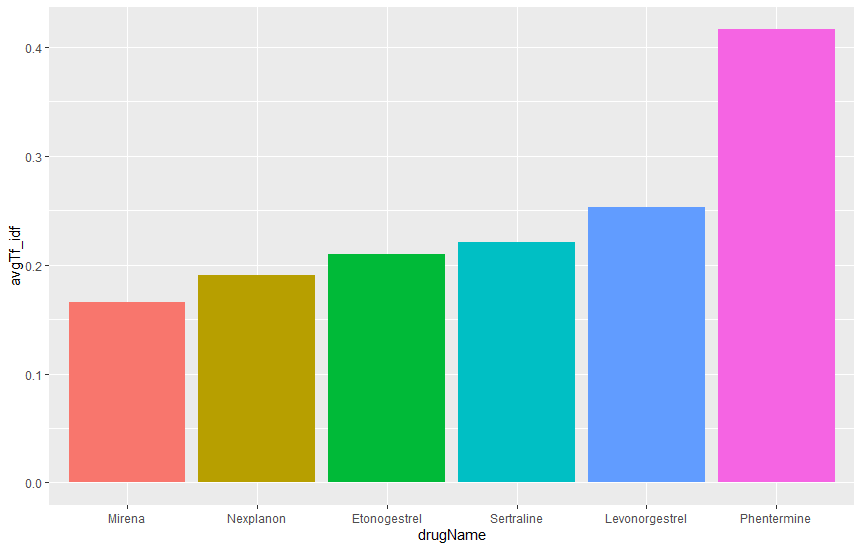 avgTf_idf
0.4
0.3
0.2
0.1
0.0
Mirena Nexplanon Etonogestrel Sertraline Levonorgestrel Phentermine
drugName